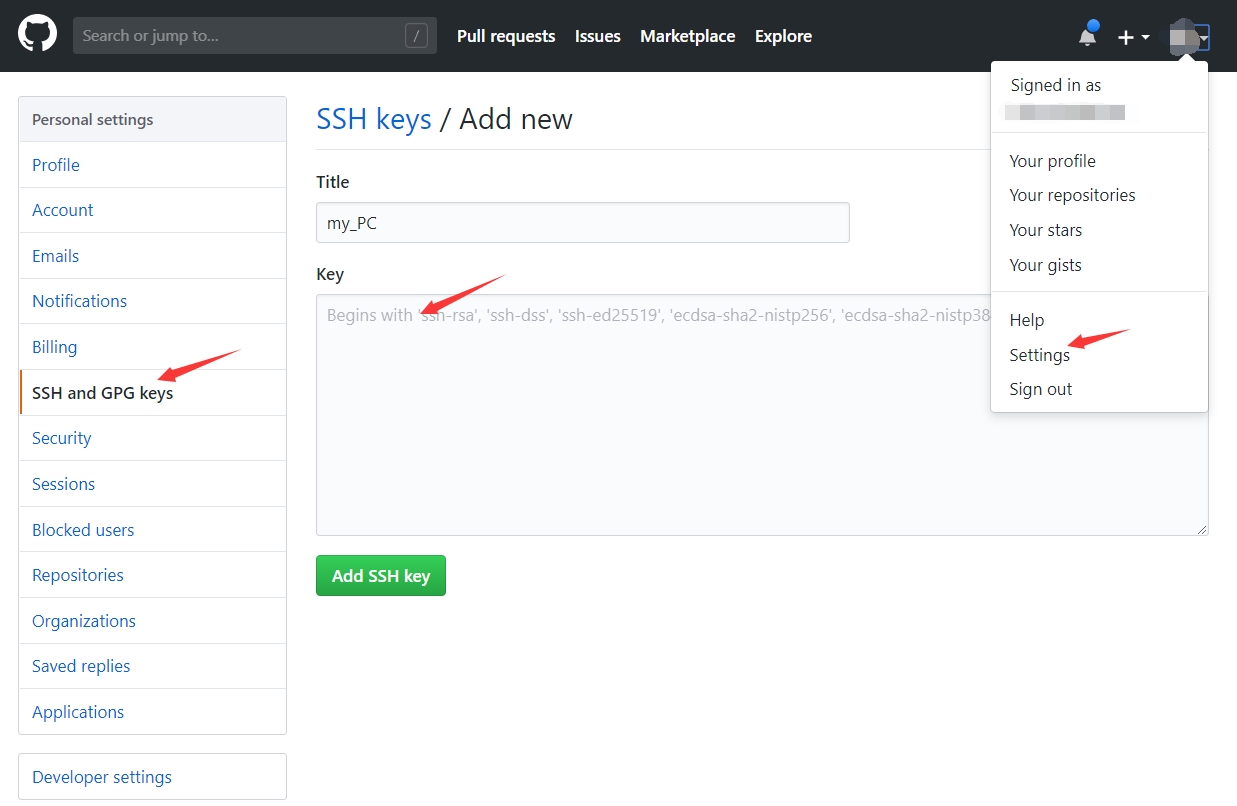 Search or jump to... /
Pull requests Issues Marketplace Explore
Signed in as
Your profile
Your repositories
Your stars
Your gists
Help
Settings
Sign out
Personal settings
Profile
Account
Emails
Notifications
Billing
SSH and GPG keys
Security
Sessions
Blocked users
Repositories
Organizations
Saved replies
Applications
Developer settings
SSH keys / Add new
Title
my_PC
Key
Begins with 'ssh-rsa', 'ssh-dss', 'ssh-ed25519', 'ecdsa-sha2-nistp256', 'ecdsa-sha2-nistp38
Add SSH key